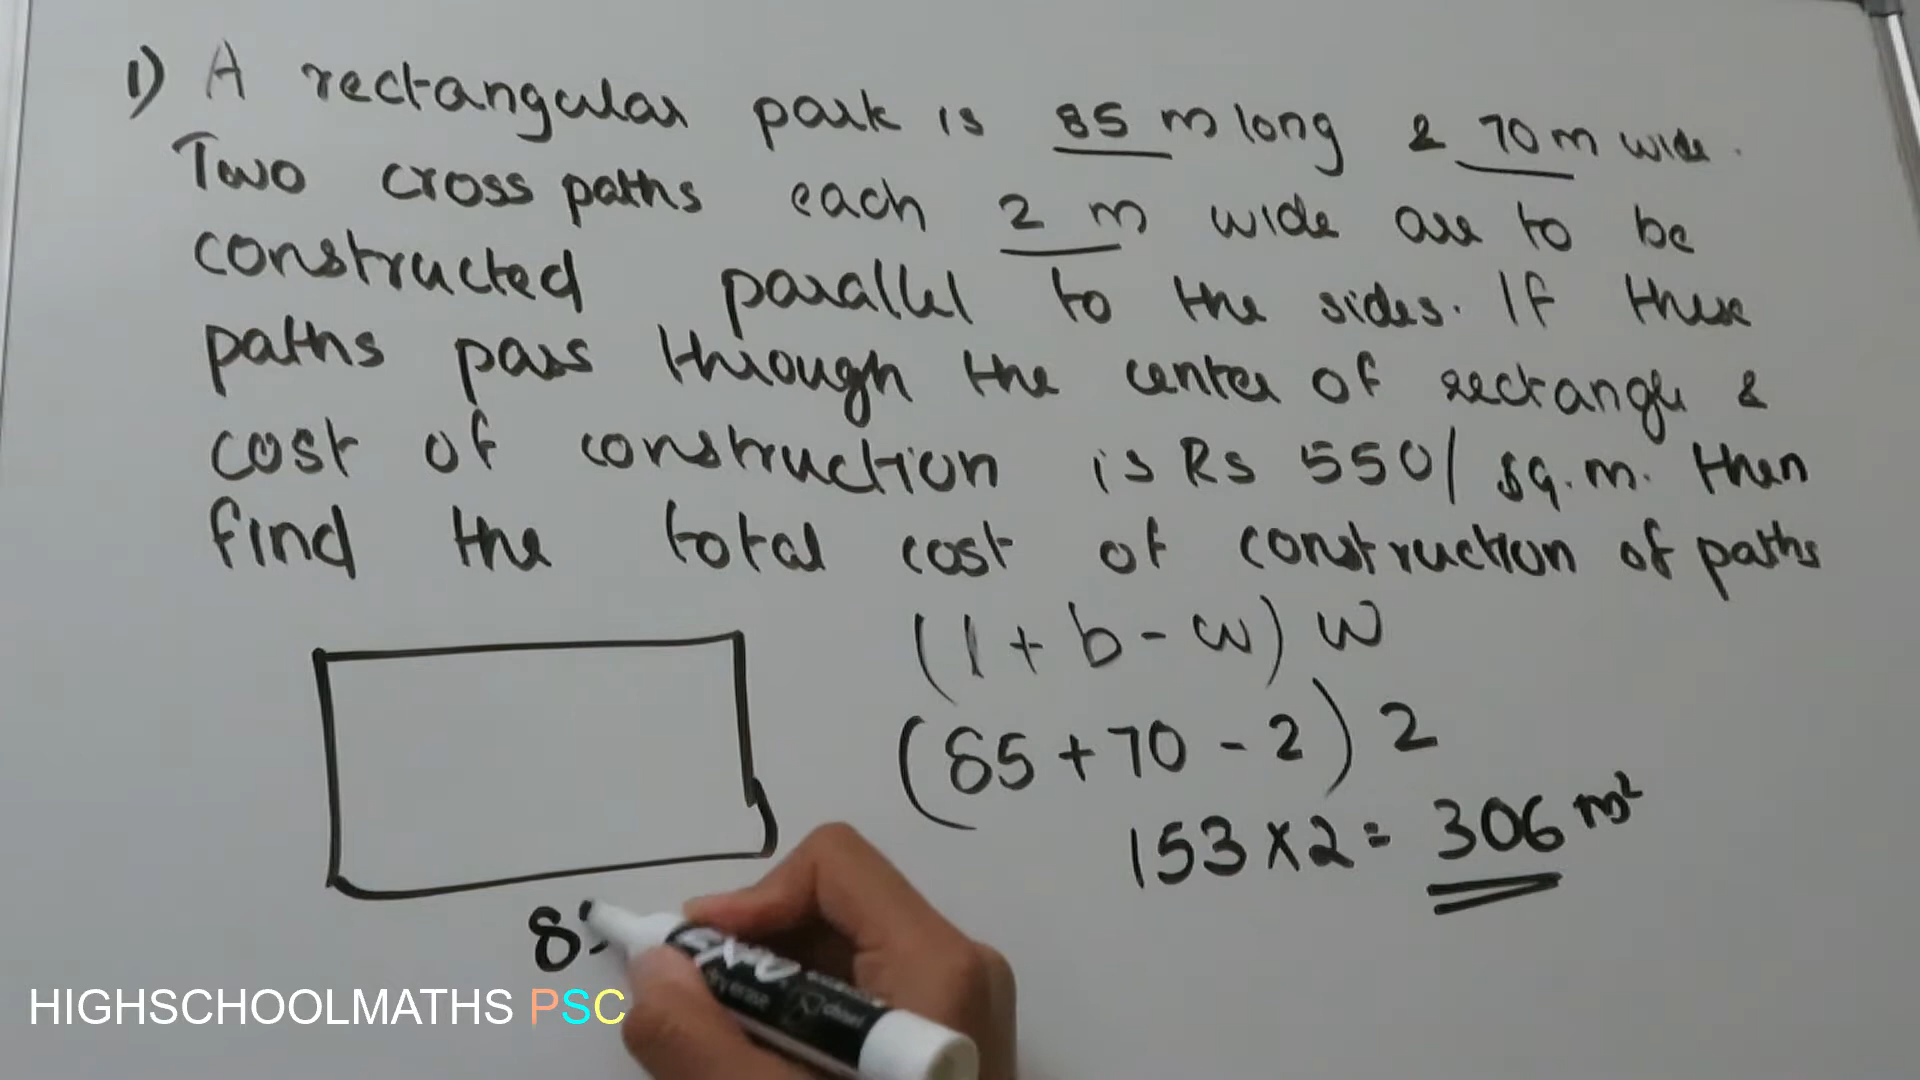 1) A rectangular park is 85 m long & 70 m wide.
Two cross paths each 2 m wide are to be
constructed parallel to the sides. If these
paths pass through the center of rectangle &
cost of construction is Rs 550/ sq.m. then
find the total cost of construction of paths
(l + b - w) w
(85 + 70 - 2) 2
153 x 2 = 306 m²
85
EXPO
HIGHSCHOOLMATHS PSC